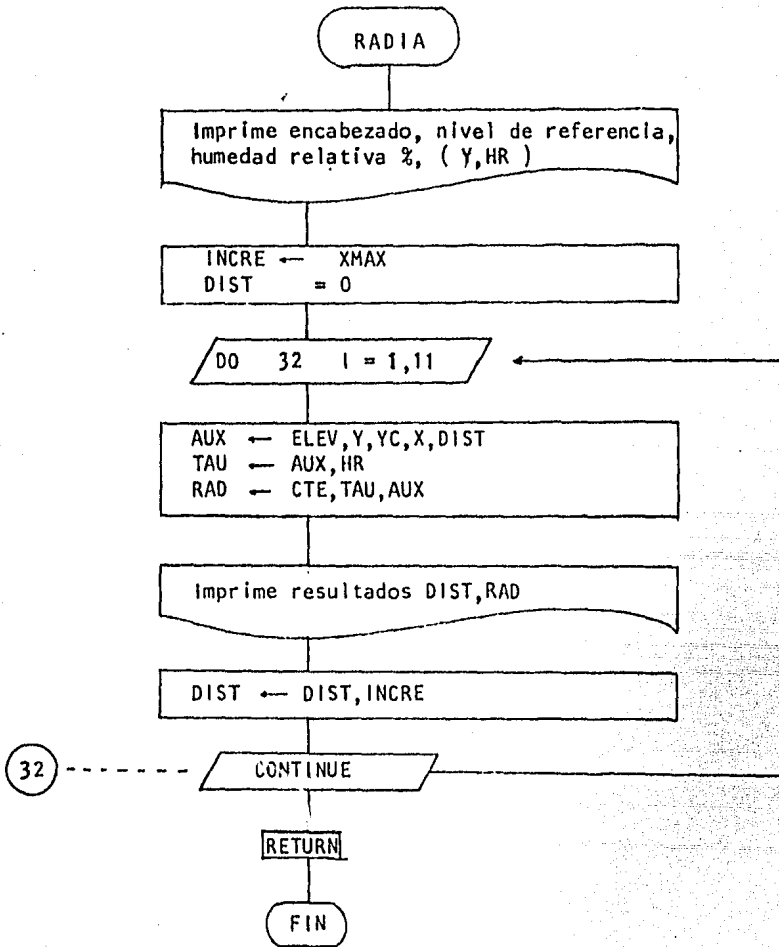 RADIA
Imprime encabezado, nivel de referencia,
humedad relativa %, ( Y,HR )
INCRE ← XMAX
DIST = 0
DO 32 I = 1,11
AUX ← ELEV,Y,YC,X,DIST
TAU ← AUX,HR
RAD ← CTE,TAU,AUX
Imprime resultados DIST,RAD
DIST ← DIST,INCRE
32
CONTINUE
RETURN
FIN